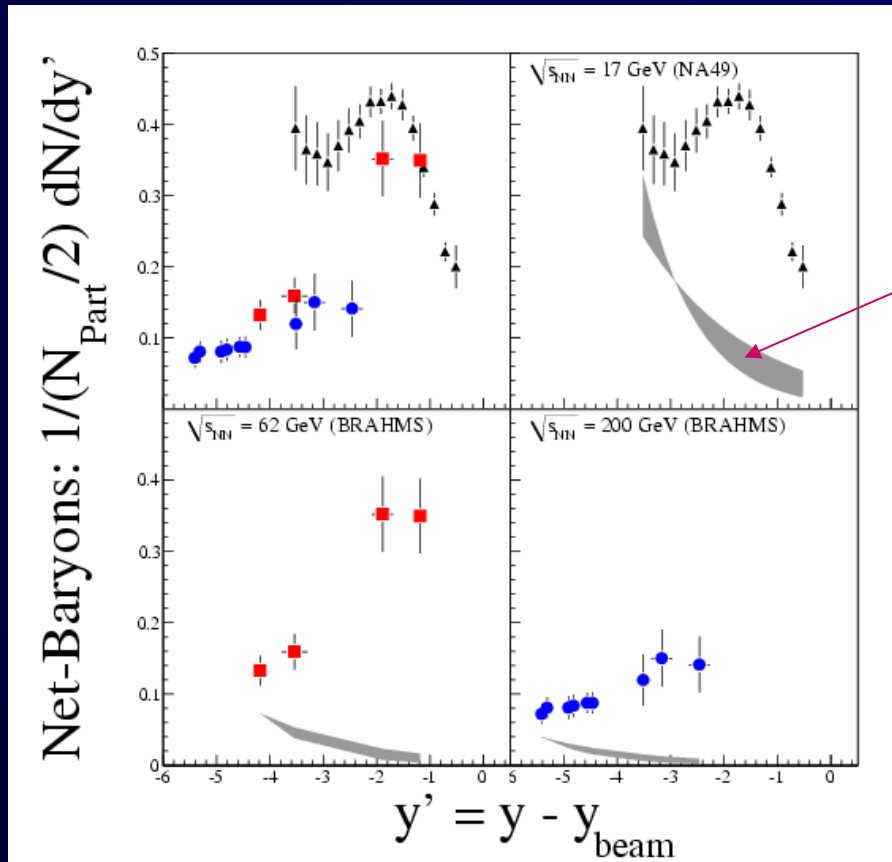 Net-Baryons: 1/(N_Part/2) dN/dy'
0.5
0.4
0.3
0.2
0.1
√s_NN = 17 GeV (NA49)
√s_NN = 62 GeV (BRAHMS)
0.4
0.3
0.2
0.1
0
√s_NN = 200 GeV (BRAHMS)
-6 -5 -4 -3 -2 -1 0 6 -5 -4 -3 -2 -1 0
y' = y - y_beam